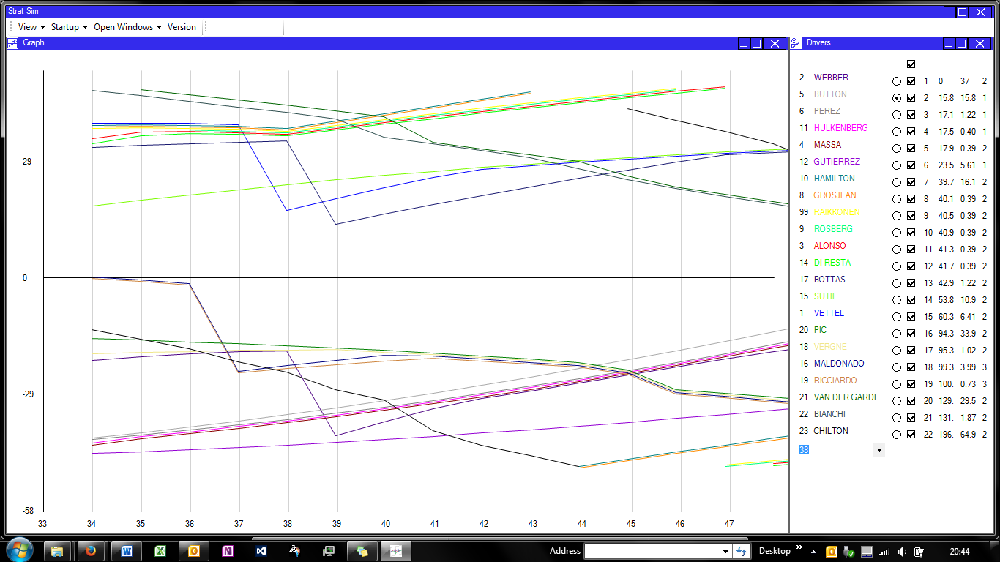 Strat Sim
View Startup Open Windows Version
Graph
29
0
-29
-58
33 34 35 36 37 38 39 40 41 42 43 44 45 46 47
Drivers
2 WEBBER 1 0 37 2
5 BUTTON 2 15.8 15.8 1
6 PEREZ 3 17.1 1.22 1
11 HULKENBERG 4 17.5 0.40 1
4 MASSA 5 17.9 0.39 2
12 GUTIERREZ 6 23.5 5.61 1
10 HAMILTON 7 39.7 16.1 2
8 GROSJEAN 8 40.1 0.39 2
99 RAIKKONEN 9 40.5 0.39 2
9 ROSBERG 10 40.9 0.39 2
3 ALONSO 11 41.3 0.39 2
14 DI RESTA 12 41.7 0.39 2
17 BOTTAS 13 42.9 1.22 2
15 SUTIL 14 53.8 10.9 2
1 VETTEL 15 60.3 6.41 2
20 PIC 16 94.3 33.9 2
18 VERGNE 17 95.3 1.02 2
16 MALDONADO 18 99.3 3.99 3
19 RICCIARDO 19 100. 0.73 3
21 VAN DER GARDE 20 129. 29.5 2
22 BIANCHI 21 131. 1.87 2
23 CHILTON 22 196. 64.9 2
38
Address Desktop 20:44